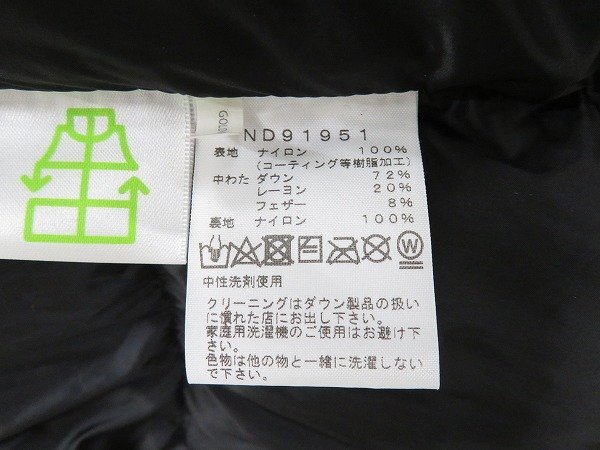 GOLD
ND91951
表地 ナイロン 100%
(コーティング等樹脂加工)
中わた ダウン 72%
レーヨン 20%
フェザー 8%
裏地 ナイロン 100%
W
中性洗剤使用
クリーニングはダウン製品の扱い
に慣れた店にお出し下さい。
家庭用洗濯機のご使用はお避け下
さい。
色物は他の物と一緒に洗濯しない
で下さい。